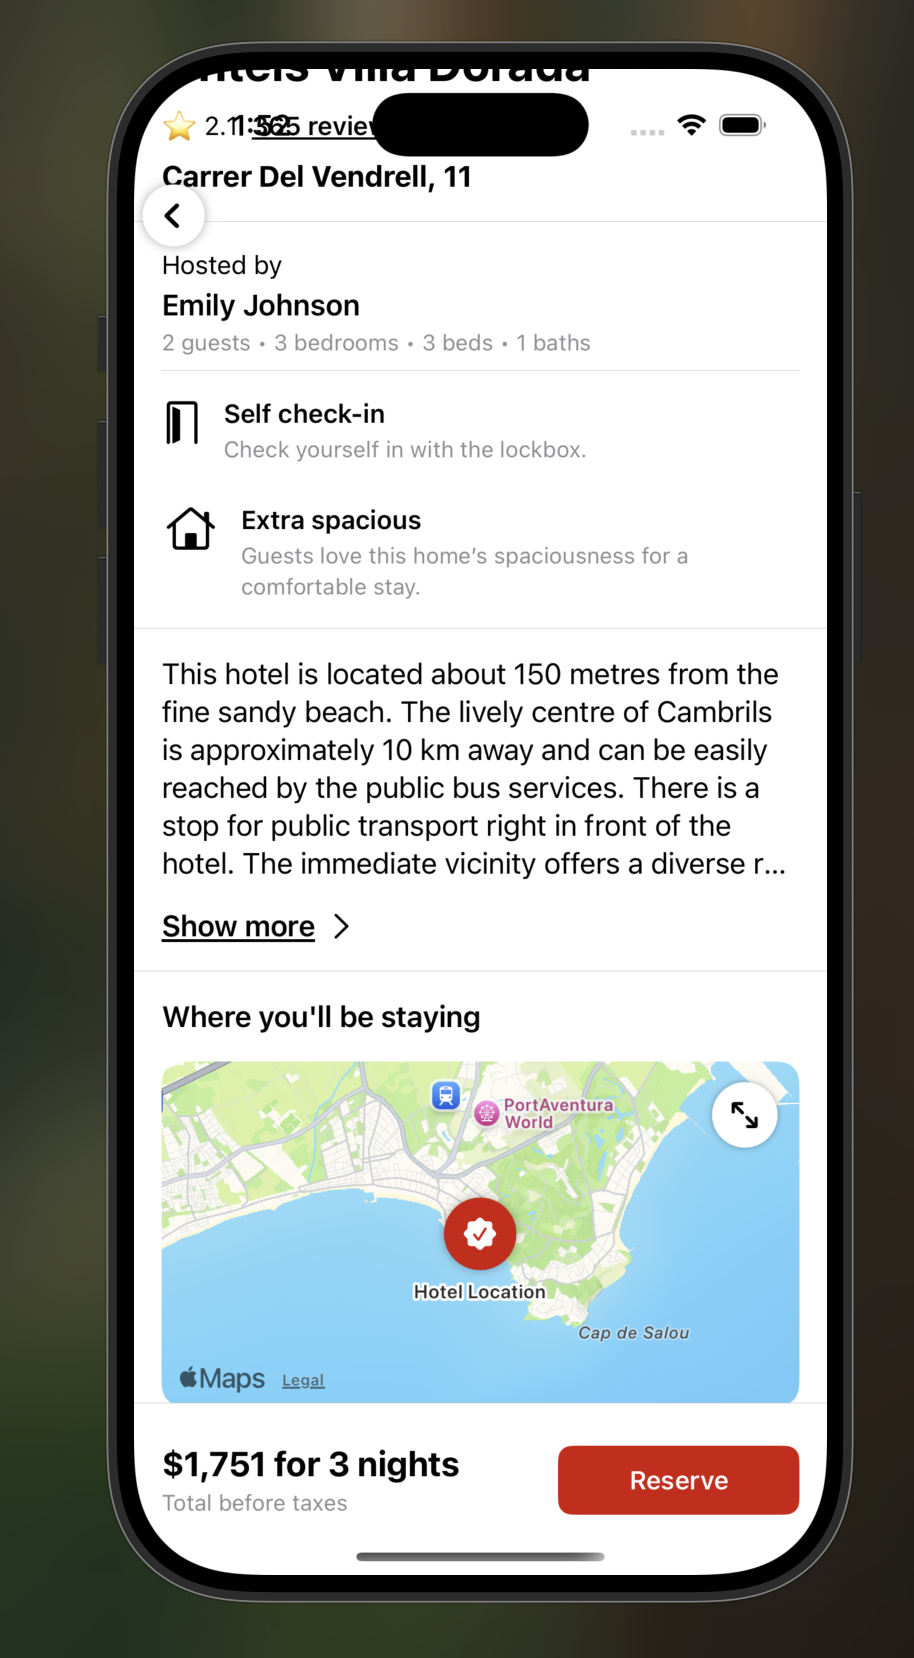 Villa Dorada
1:52
2.1
365
Carrer Del Vendrell, 11
Hosted by
Emily Johnson
2 guests • 3 bedrooms • 3 beds • 1 baths
Self check-in
Check yourself in with the lockbox.
Extra spacious
Guests love this home’s spaciousness for a
comfortable stay.
This hotel is located about 150 metres from the
fine sandy beach. The lively centre of Cambrils
is approximately 10 km away and can be easily
reached by the public bus services. There is a
stop for public transport right in front of the
hotel. The immediate vicinity offers a diverse r...
Show more
Where you'll be staying
PortAventura
World
Hotel Location
Cap de Salou
Maps Legal
$1,751 for 3 nights
Total before taxes
Reserve